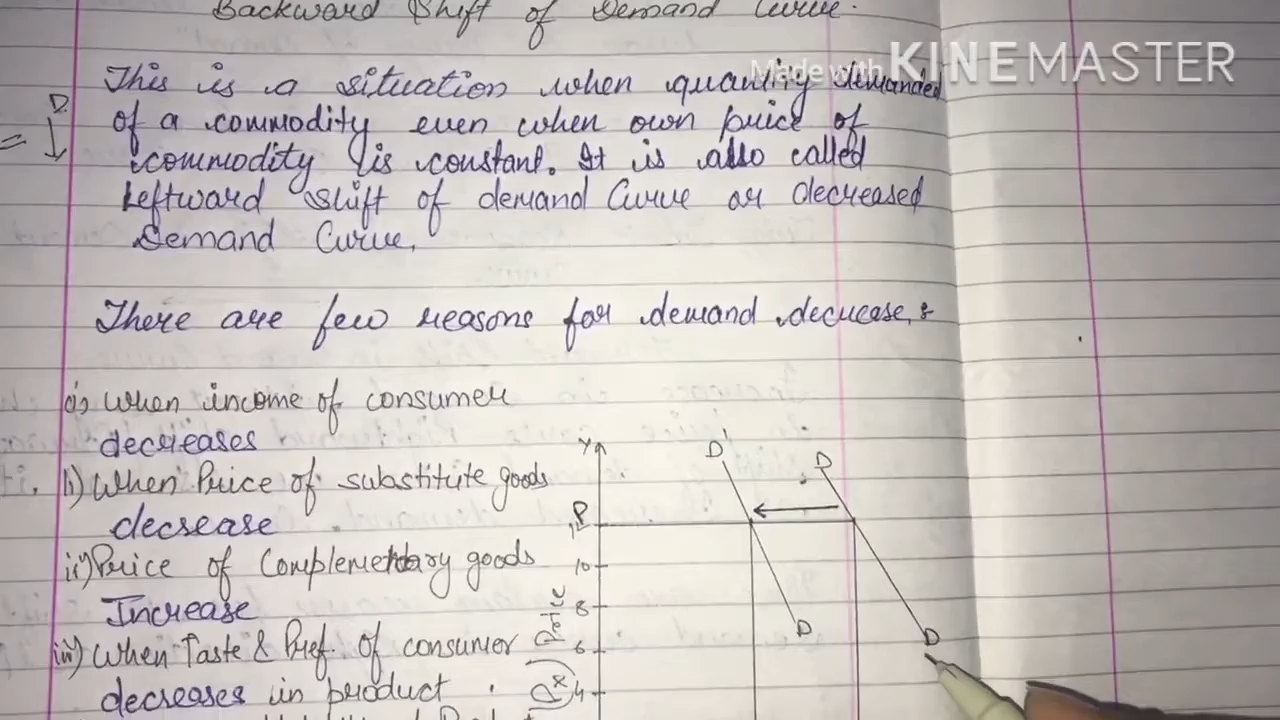 Backward Shift of Demand Curve.
Made with KINEMASTER
This is a situation when quantity demanded
of a commodity even when own price of
commodity is constant. It is also called
Leftward shift of demand Curve or decreased
Demand Curve.
= D↓
There are few reasons for demand decrease :
i) When income of consumer
decreases
ii) When Price of substitute goods
decrease.
iii) Price of Complementary goods
Increase
iv) When Taste & Pref. of consumer
decreases in product.
Y
D'
D
P
12
10
8
6
4
Price
(Px)
D
D